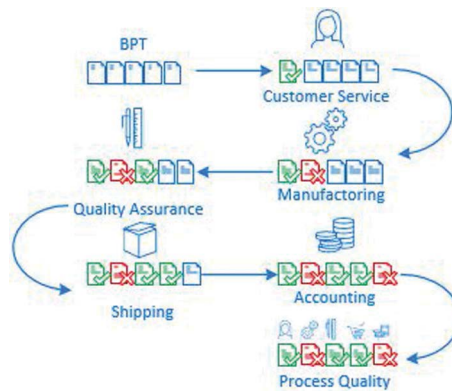 BPT
Customer Service
Manufactoring
Quality Assurance
Shipping
Accounting
Process Quality